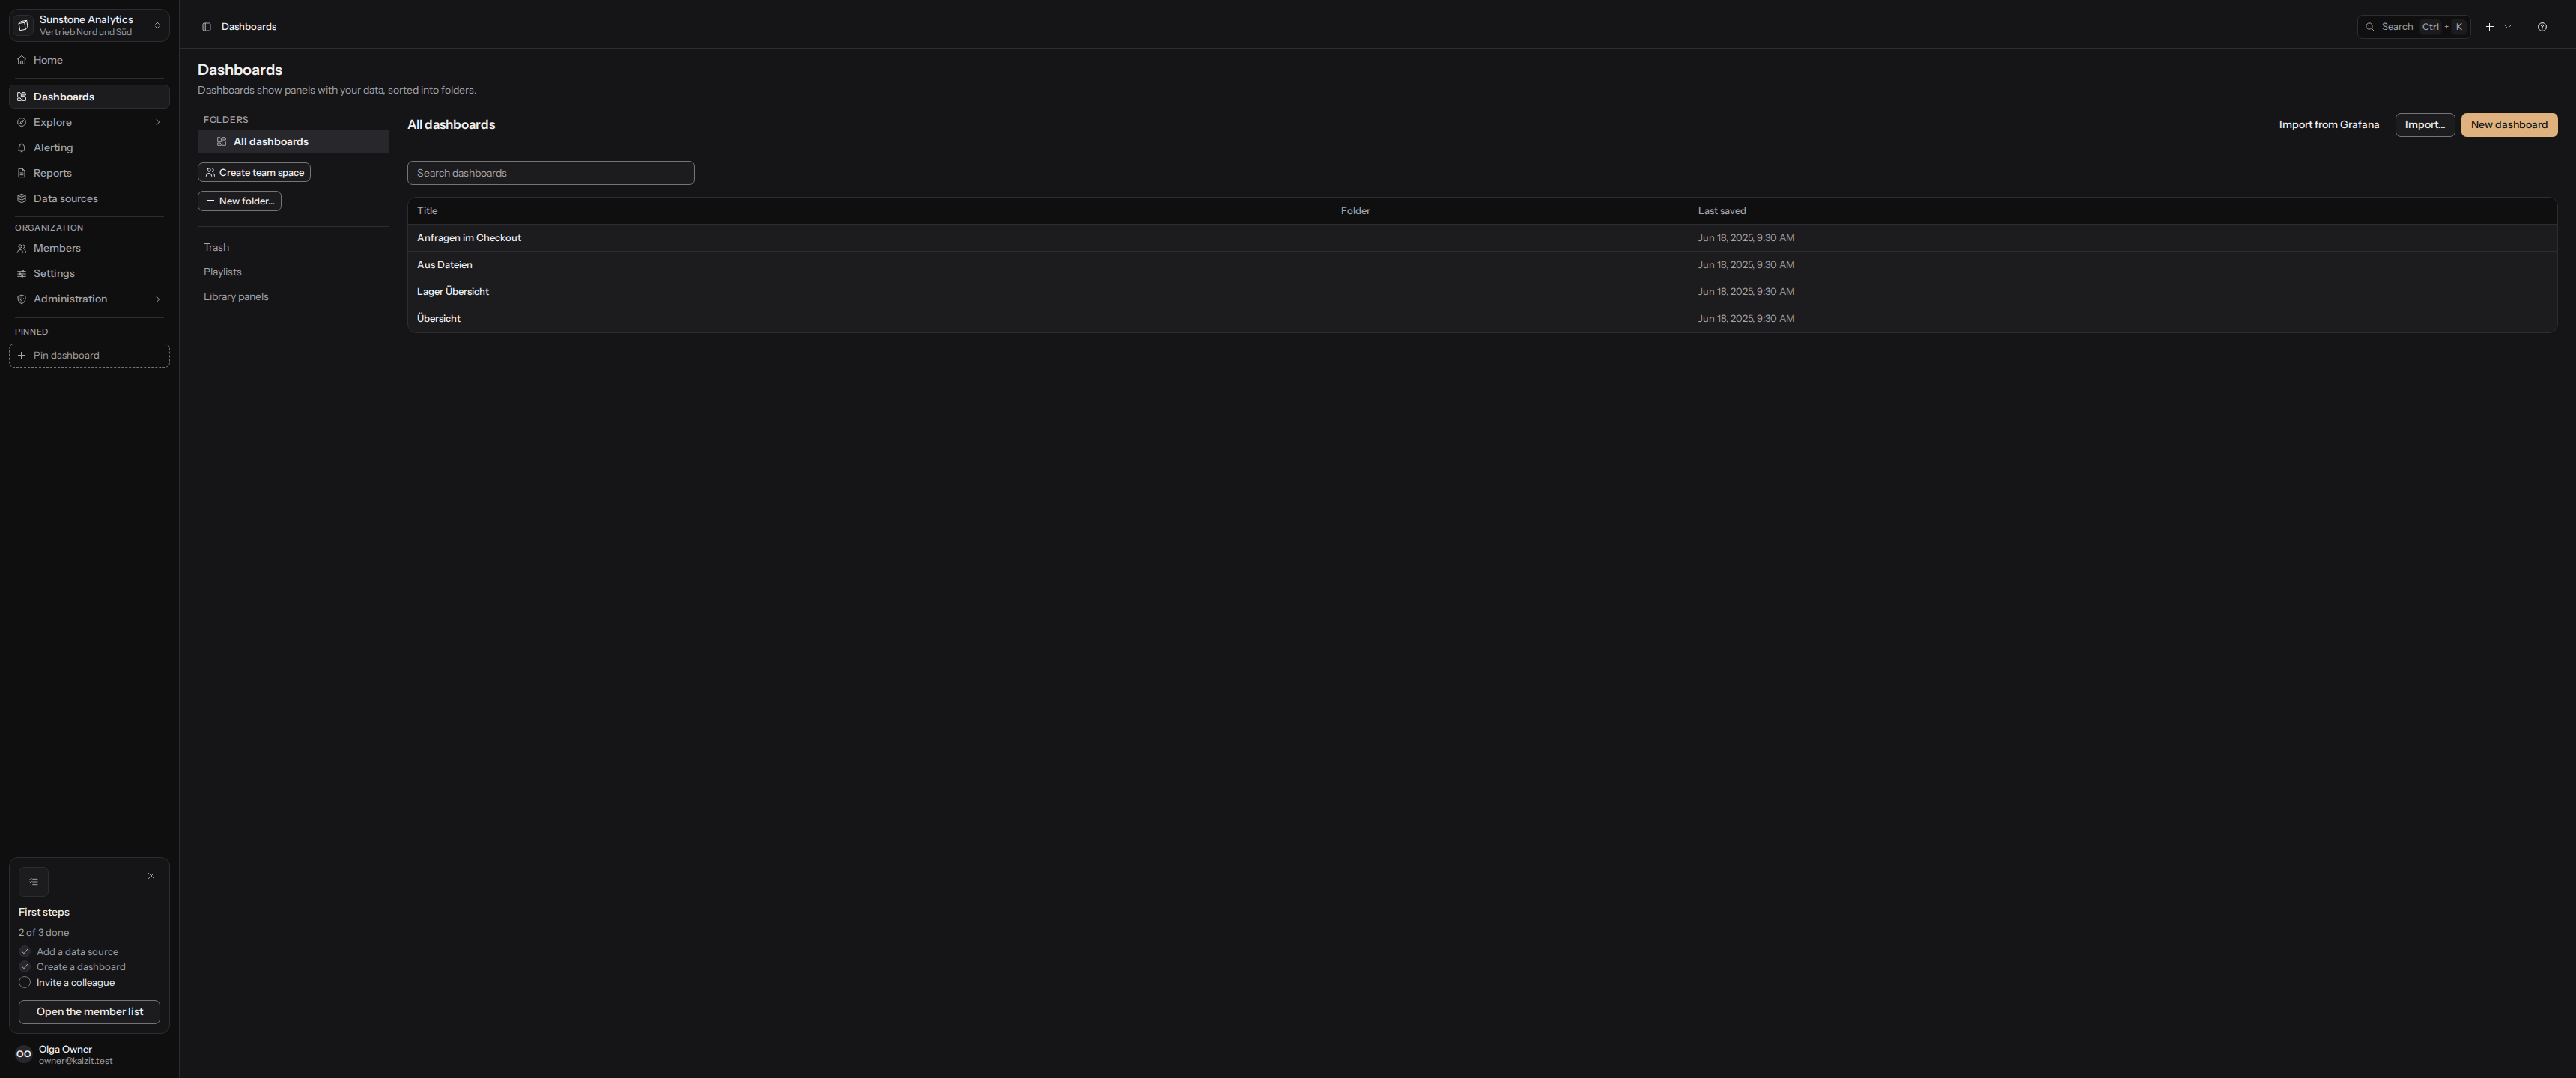 Sunstone Analytics
Vertrieb Nord und Süd
Home
Dashboards
Explore
Alerting
Reports
Data sources
ORGANIZATION
Members
Settings
Administration
PINNED
Pin dashboard
First steps
2 of 3 done
Add a data source
Create a dashboard
Invite a colleague
Open the member list
OO
Olga Owner
owner@kalzit.test
Dashboards
Search Ctrl + K
Dashboards
Dashboards show panels with your data, sorted into folders.
FOLDERS
All dashboards
Create team space
New folder...
Trash
Playlists
Library panels
All dashboards
Import from Grafana
Import...
New dashboard
Search dashboards
Title Folder Last saved
Anfragen im Checkout Jun 18, 2025, 9:30 AM
Aus Dateien Jun 18, 2025, 9:30 AM
Lager Übersicht Jun 18, 2025, 9:30 AM
Übersicht Jun 18, 2025, 9:30 AM